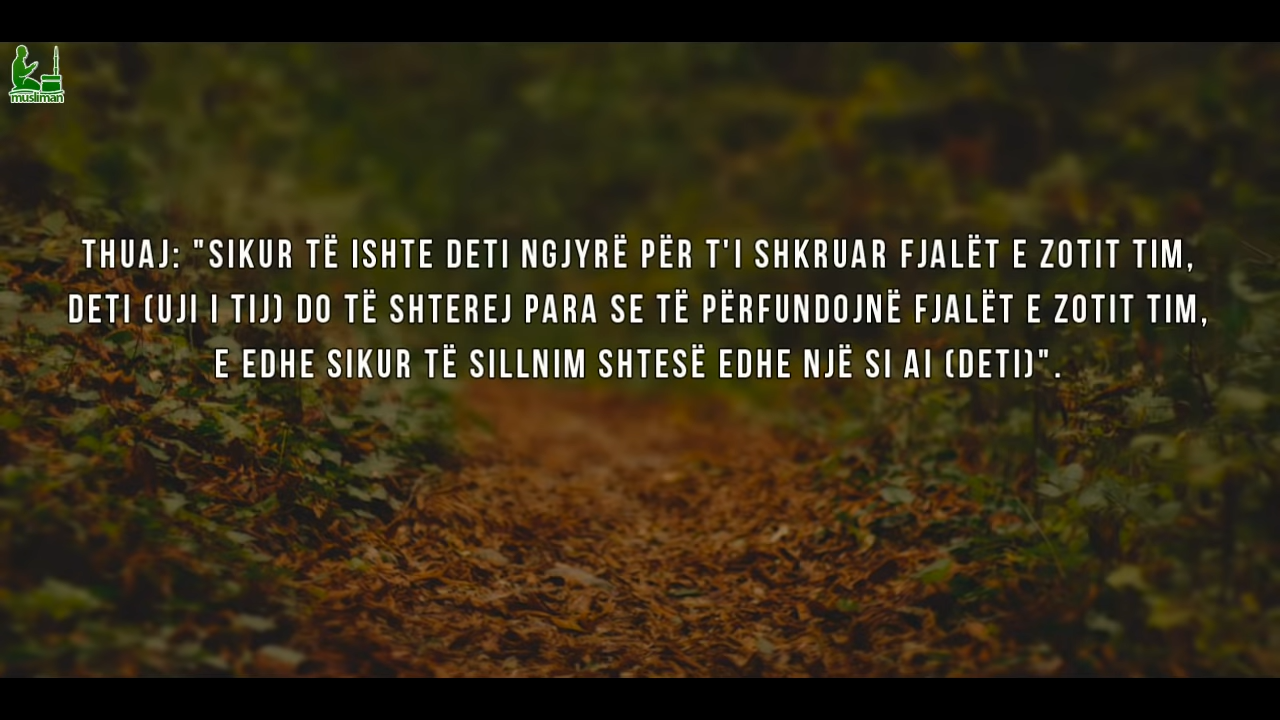 musliman
THUAJ: "SIKUR TË ISHTE DETI NGJYRË PËR T'I SHKRUAR FJALËT E ZOTIT TIM,
DETI (UJI I TIJ) DO TË SHTEREJ PARA SE TË PËRFUNDOJNË FJALËT E ZOTIT TIM,
E EDHE SIKUR TË SILLNIM SHTESË EDHE NJË SI AI (DETI)".